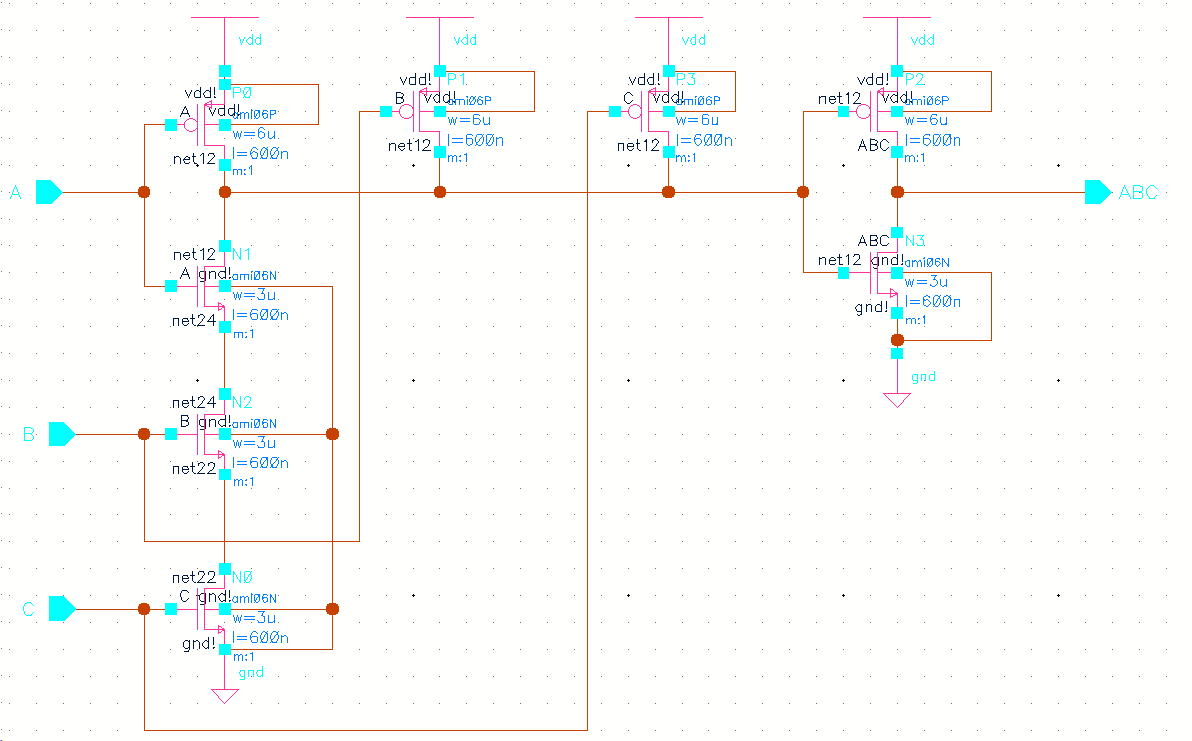 vdd
vdd!
P0
A
vdd!
ami06P
w=6u
l=600n
net12
m:1
vdd
vdd!
P1
B
vdd!
ami06P
w=6u
l=600n
net12
m:1
vdd
vdd!
P3
C
vdd!
ami06P
w=6u
l=600n
net12
m:1
vdd
vdd!
P2
net12
vdd!
ami06P
w=6u
l=600n
ABC
m:1
A
ABC
net12
N1
A
gnd!
ami06N
w=3u
l=600n
net24
m:1
ABC
N3
net12
gnd!
ami06N
w=3u
l=600n
gnd!
m:1
gnd
net24
N2
B
B
gnd!
ami06N
w=3u
l=600n
net22
m:1
net22
N0
C
C
gnd!
ami06N
w=3u
l=600n
gnd!
m:1
gnd